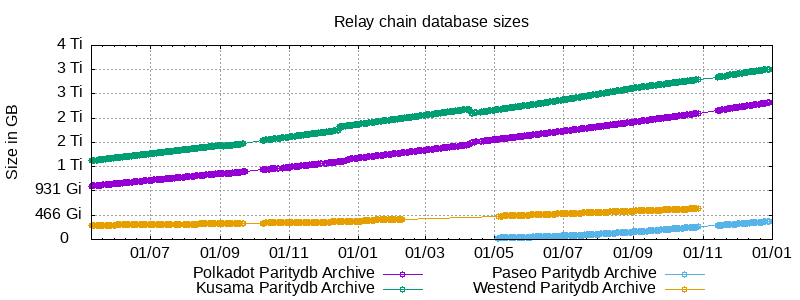 Relay chain database sizes
4 Ti
3 Ti
3 Ti
2 Ti
2 Ti
1 Ti
931 Gi
466 Gi
0
Size in GB
01/07 01/09 01/11 01/01 01/03 01/05 01/07 01/09 01/11 01/01
Polkadot Paritydb Archive Paseo Paritydb Archive
Kusama Paritydb Archive Westend Paritydb Archive